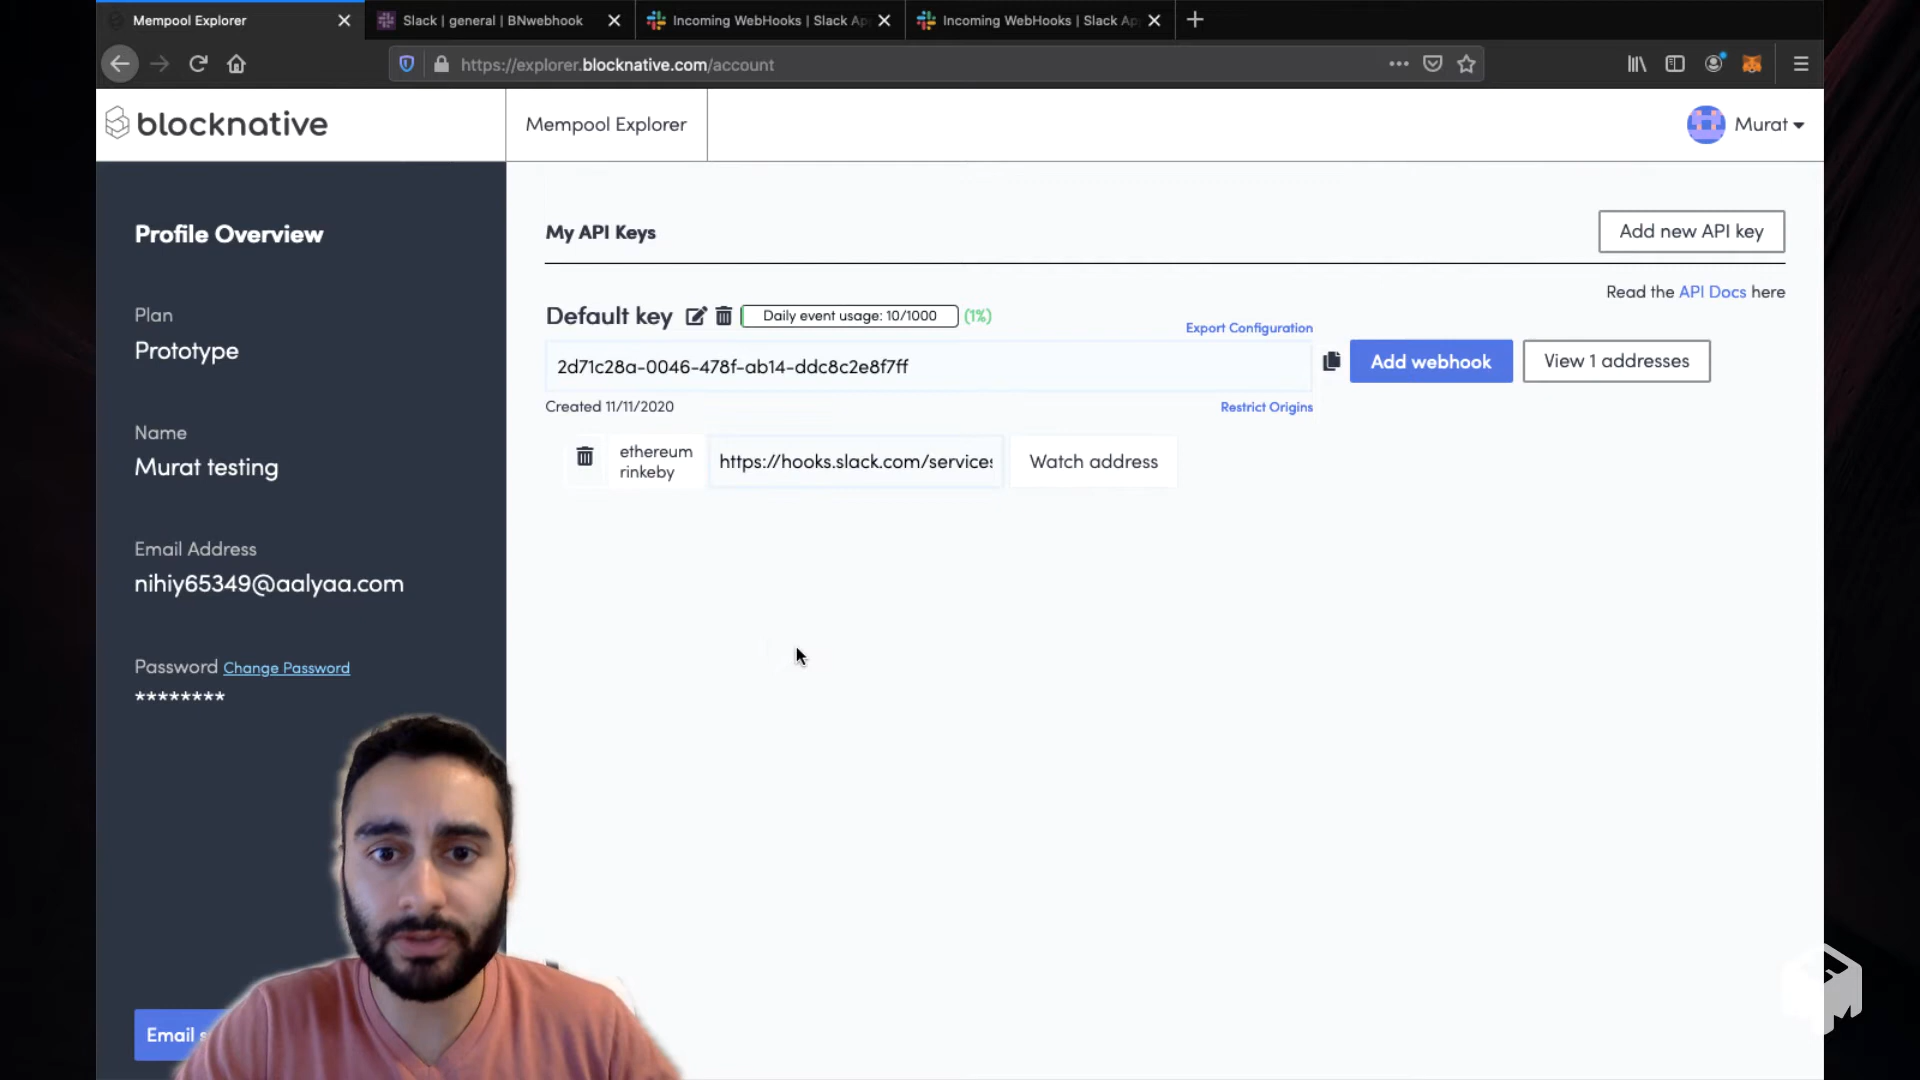 Mempool Explorer
Slack | general | BNwebhook
Incoming WebHooks | Slack Ap
Incoming WebHooks | Slack Ap
https://explorer.blocknative.com/account
blocknative
Mempool Explorer
Murat
Profile Overview
Plan
Prototype
Name
Murat testing
Email Address
nihiy65349@aalyaa.com
Password Change Password
********
Email
My API Keys
Add new API key
Read the API Docs here
Default key
Daily event usage: 10/1000
(1%)
Export Configuration
2d71c28a-0046-478f-ab14-ddc8c2e8f7ff
Add webhook
View 1 addresses
Created 11/11/2020
Restrict Origins
ethereum
rinkeby
https://hooks.slack.com/services
Watch address